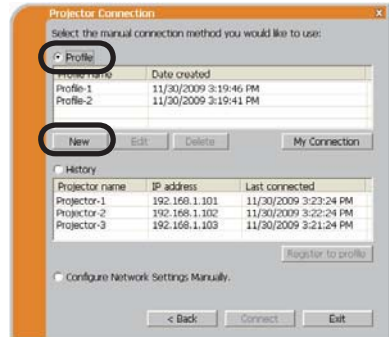 Projector Connection
Select the manual connection method you would like to use:
Profile
Profile name Date created
Profile-1 11/30/2009 3:19:46 PM
Profile-2 11/30/2009 3:19:41 PM
New Edit Delete My Connection
History
Projector name IP address Last connected
Projector-1 192.168.1.101 11/30/2009 3:23:24 PM
Projector-2 192.168.1.102 11/30/2009 3:22:24 PM
Projector-3 192.168.1.103 11/30/2009 3:21:24 PM
Register to profile
Configure Network Settings Manually.
< Back Connect Exit